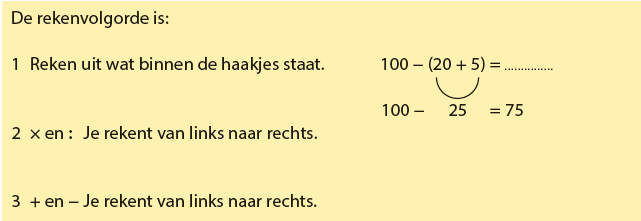 De rekenvolgorde is:
1 Reken uit wat binnen de haakjes staat.
100 – (20 + 5) = ...............
100 – 25 = 75
2 × en : Je rekent van links naar rechts.
3 + en – Je rekent van links naar rechts.